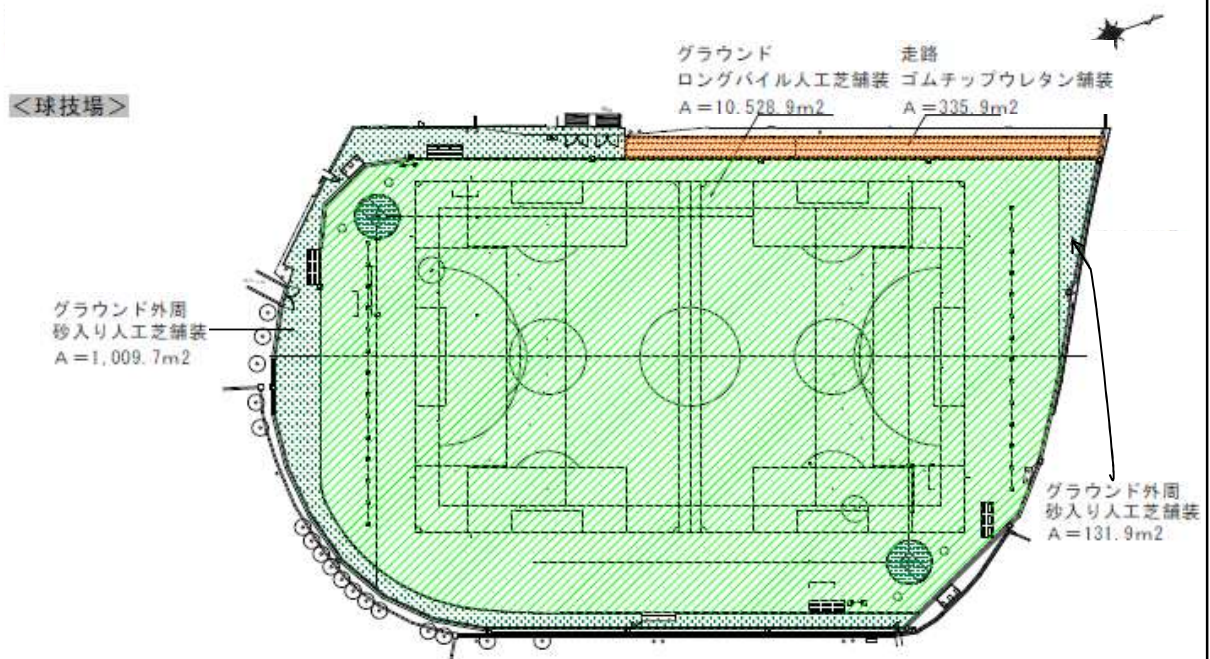 <球技場>
グラウンド
ロングパイル人工芝舗装
A=10.528.9m2
走路
ゴムチップウレタン舗装
A=335.9m2
グラウンド外周
砂入り人工芝舗装
A=1,009.7m2
グラウンド外周
砂入り人工芝舗装
A=131.9m2